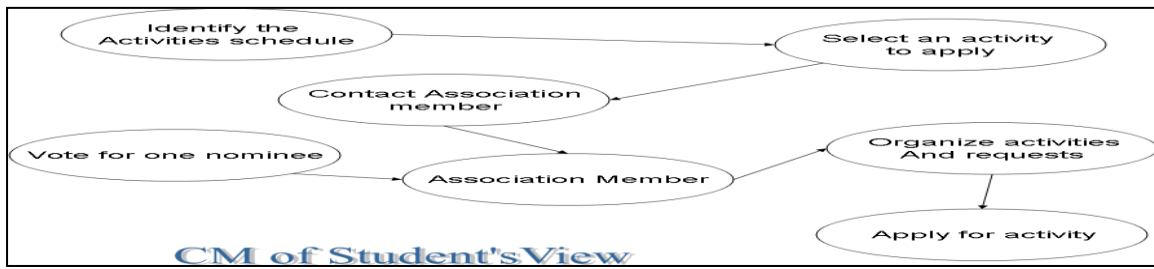 Identify the
Activities schedule
Select an activity
to apply
Contact Association
member
Vote for one nominee
Association Member
Organize activities
And requests
Apply for activity
CM of Student'sView